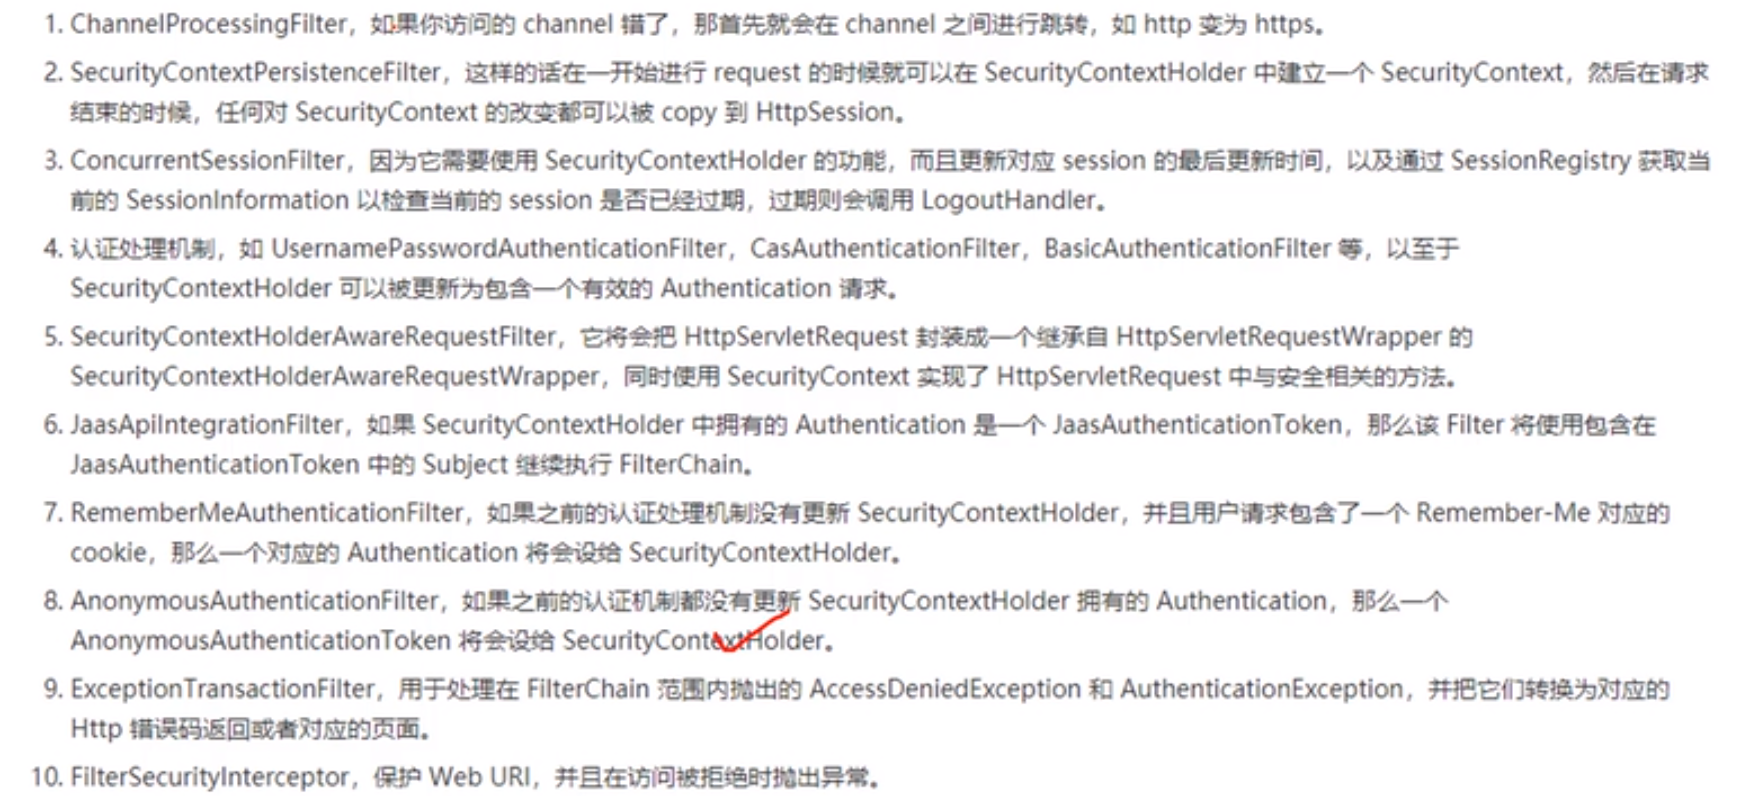 1. ChannelProcessingFilter，如果你访问的 channel 错了，那首先就会在 channel 之间进行跳转，如 http 变为 https。
2. SecurityContextPersistenceFilter，这样的话在一开始进行 request 的时候就可以在 SecurityContextHolder 中建立一个 SecurityContext，然后在请求
结束的时候，任何对 SecurityContext 的改变都可以被 copy 到 HttpSession。
3. ConcurrentSessionFilter，因为它需要使用 SecurityContextHolder 的功能，而且更新对应 session 的最后更新时间，以及通过 SessionRegistry 获取当
前的 SessionInformation 以检查当前的 session 是否已经过期，过期则会调用 LogoutHandler。
4. 认证处理机制，如 UsernamePasswordAuthenticationFilter，CasAuthenticationFilter，BasicAuthenticationFilter 等，以至于
SecurityContextHolder 可以被更新为包含一个有效的 Authentication 请求。
5. SecurityContextHolderAwareRequestFilter，它将会把 HttpServletRequest 封装成一个继承自 HttpServletRequestWrapper 的
SecurityContextHolderAwareRequestWrapper，同时使用 SecurityContext 实现了 HttpServletRequest 中与安全相关的方法。
6. JaasApiIntegrationFilter，如果 SecurityContextHolder 中拥有的 Authentication 是一个 JaasAuthenticationToken，那么该 Filter 将使用包含在
JaasAuthenticationToken 中的 Subject 继续执行 FilterChain。
7. RememberMeAuthenticationFilter，如果之前的认证处理机制没有更新 SecurityContextHolder，并且用户请求包含了一个 Remember-Me 对应的
cookie，那么一个对应的 Authentication 将会设给 SecurityContextHolder。
8. AnonymousAuthenticationFilter，如果之前的认证机制都没有更新 SecurityContextHolder 拥有的 Authentication，那么一个
AnonymousAuthenticationToken 将会设给 SecurityContextHolder。
9. ExceptionTransactionFilter，用于处理在 FilterChain 范围内抛出的 AccessDeniedException 和 AuthenticationException，并把它们转换为对应的
Http 错误码返回或者对应的页面。
10. FilterSecurityInterceptor，保护 Web URI，并且在访问被拒绝时抛出异常。